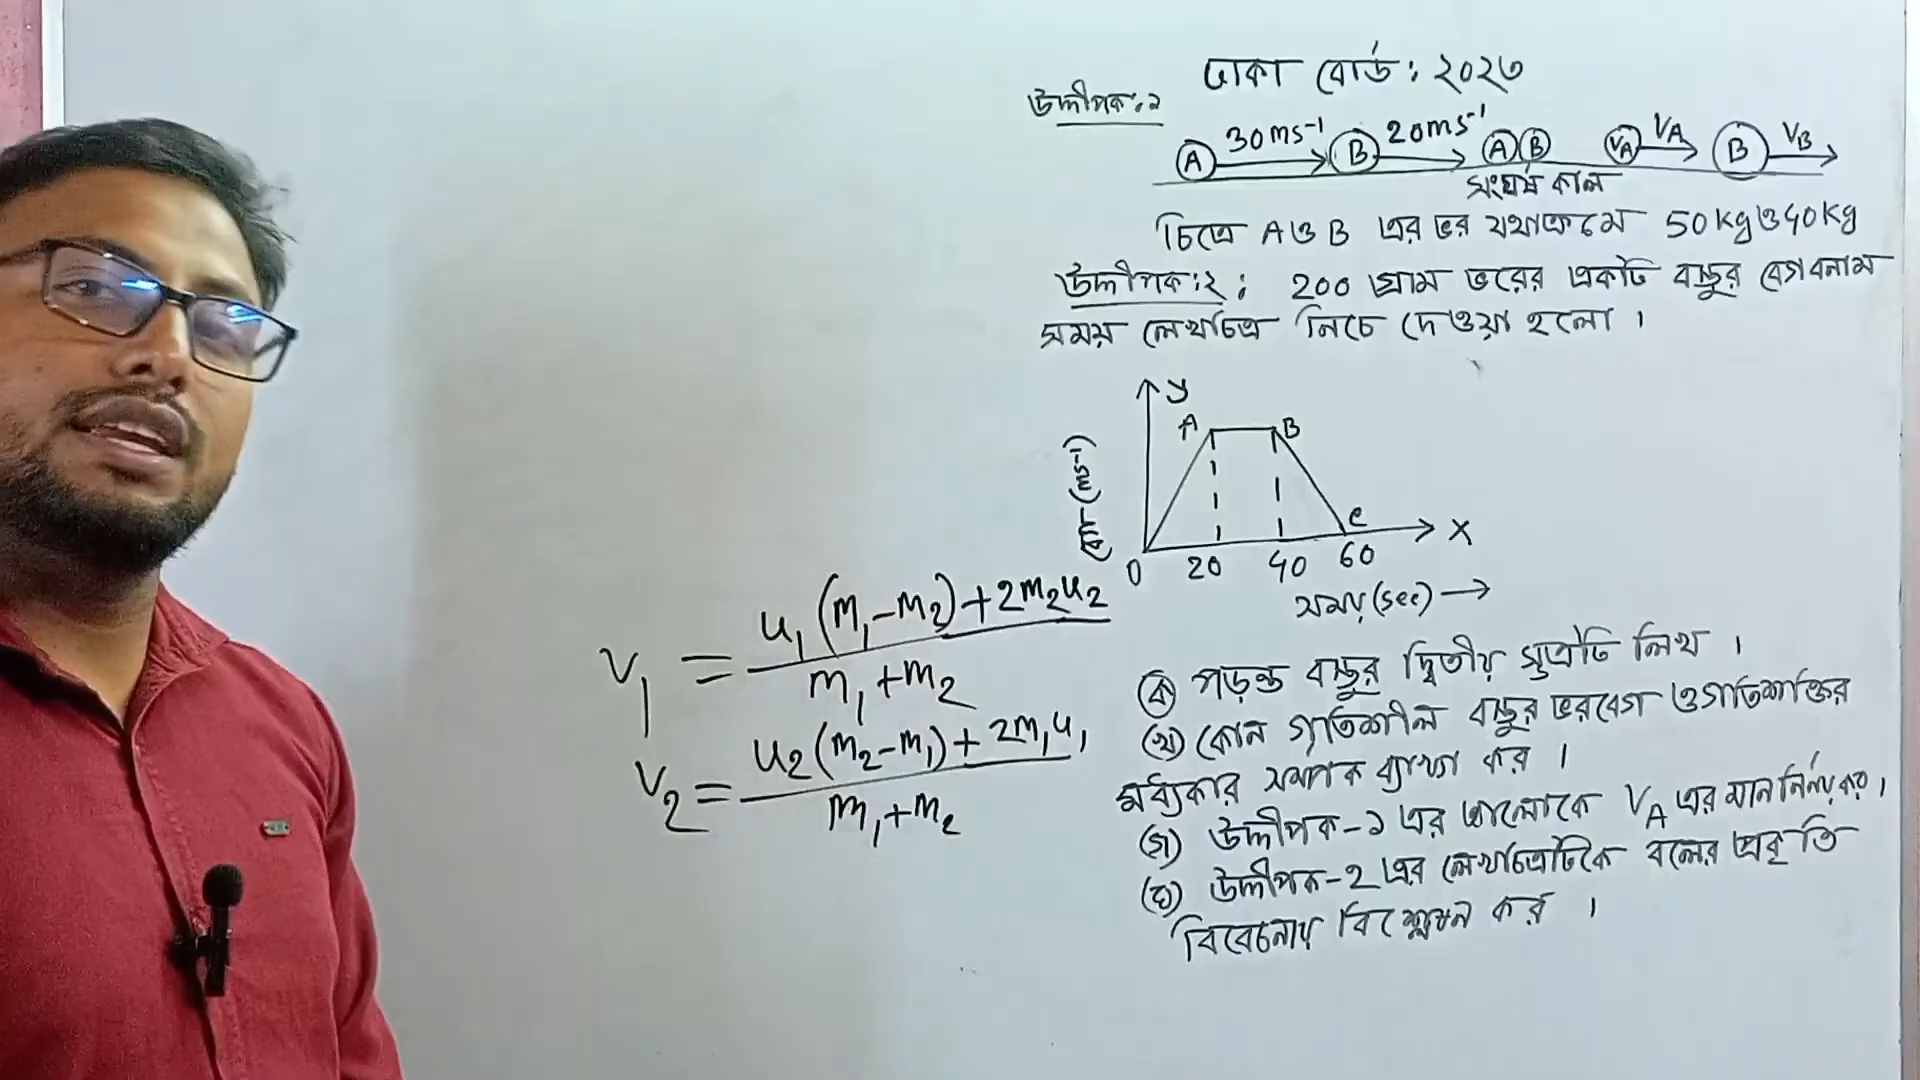 ঢাকা বোর্ড : ২০২৩
উদ্দীপক:১
A 30ms⁻¹ B 20ms⁻¹ A B VA VA B VB
সংঘর্ষ কাল
চিত্রে A ও B এর ভর যথাক্রমে 50kg ও 40kg
উদ্দীপক:২ : 200 গ্রাম ভরের একটি বস্তুর বেগ বনাম
সময় লেখচিত্র নিচে দেওয়া হলো ।
y
A B
বেগ (ms⁻¹)
C X
0 20 40 60
সময় (sec) →
v₁ = u₁(m₁-m₂)+2m₂u₂ / m₁+m₂
v₂ = u₂(m₂-m₁)+2m₁u₁ / m₁+m₂
(ক) পড়ন্ত বস্তুর দ্বিতীয় সূত্রটি লিখ ।
(খ) কোন গতিশীল বস্তুর ভরবেগ ও গতিশক্তির
মধ্যকার সম্পর্ক ব্যাখ্যা কর ।
(গ) উদ্দীপক-১ এর আলোকে VA এর মান নির্ণয় কর ।
(ঘ) উদ্দীপক-2 এর লেখচিত্রটিকে বলের প্রকৃতি
বিবেচনায় বিশ্লেষন কর ।